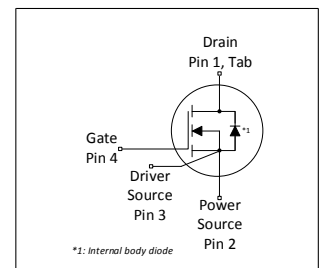 Drain
Pin 1, Tab
*1
Gate
Pin 4
Driver
Source
Pin 3
Power
Source
Pin 2
*1: Internal body diode